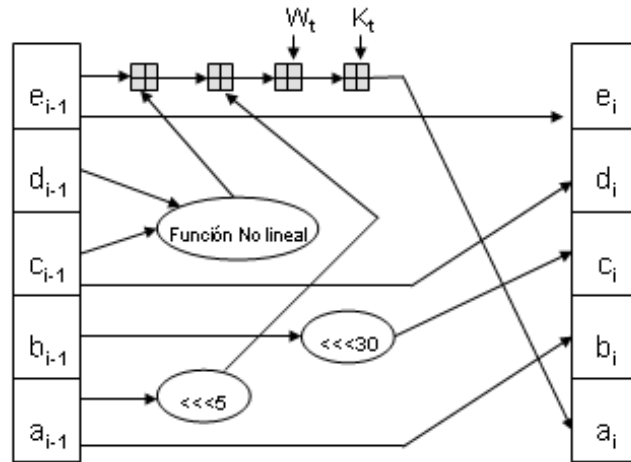 W_t K_t
e_{i-1}
e_i
d_{i-1}
d_i
Función No lineal
c_{i-1}
c_i
b_{i-1}
<<<30
b_i
<<<5
a_{i-1}
a_i